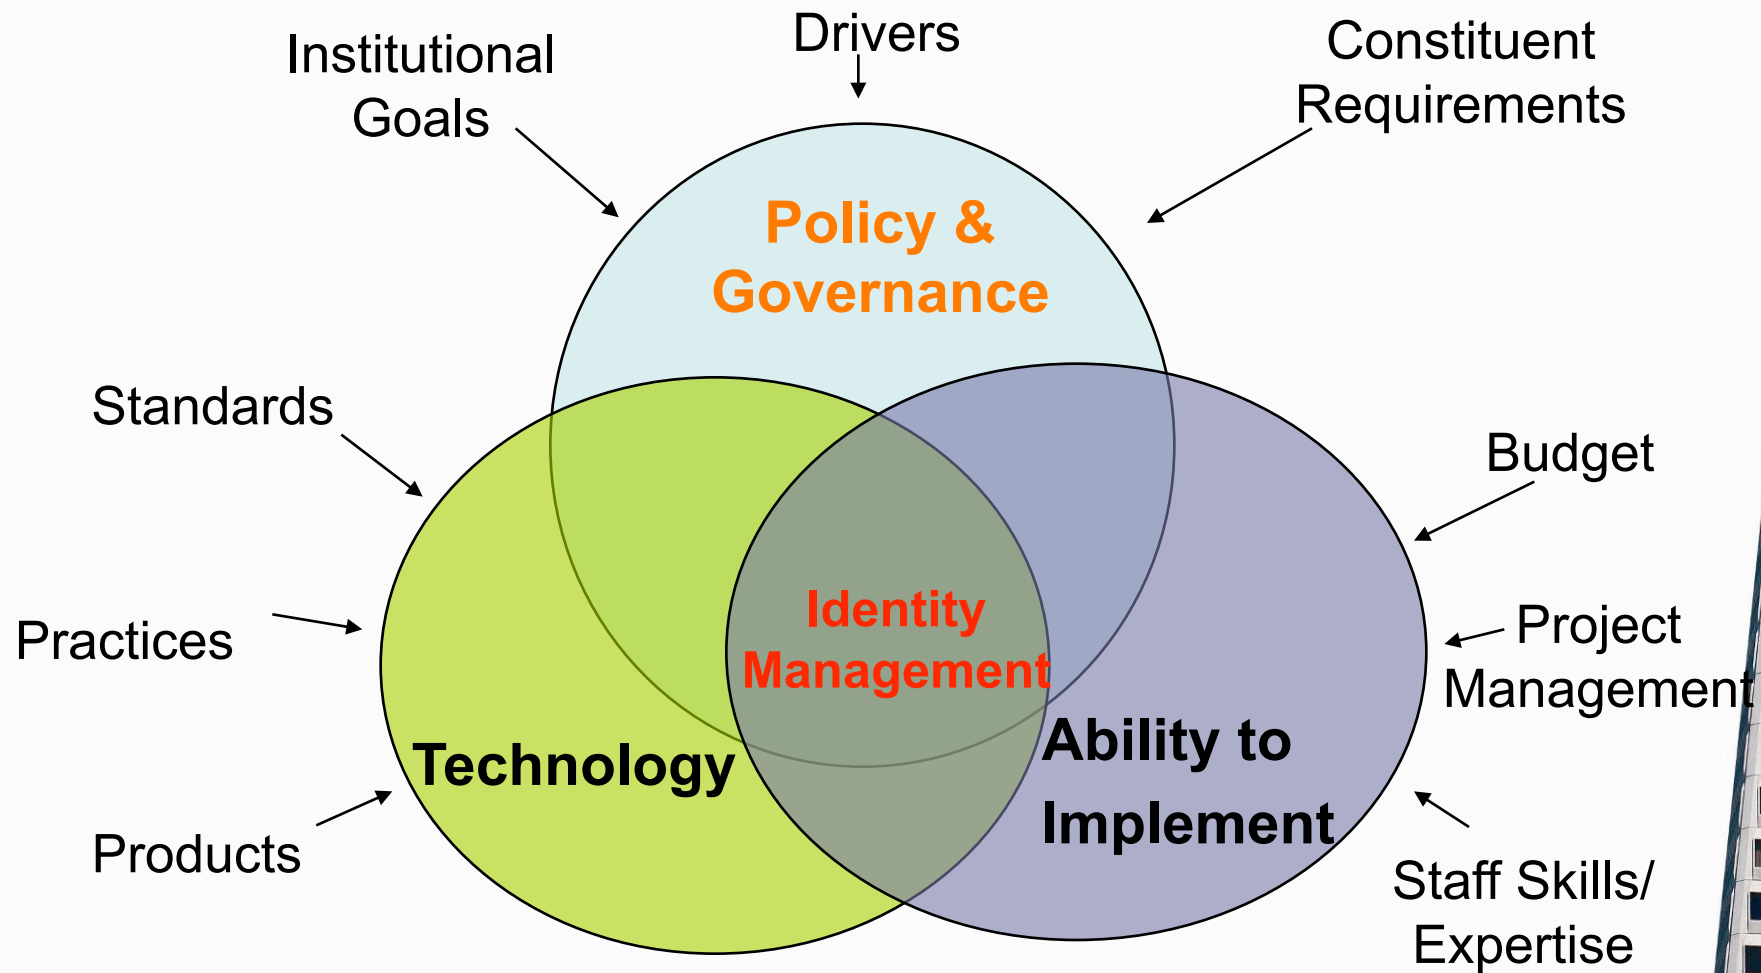 Drivers
Institutional
Goals
Constituent
Requirements
Policy &
Governance
Standards
Budget
Practices
Identity
Management
Project
Management
Technology
Ability to
Implement
Products
Staff Skills/
Expertise